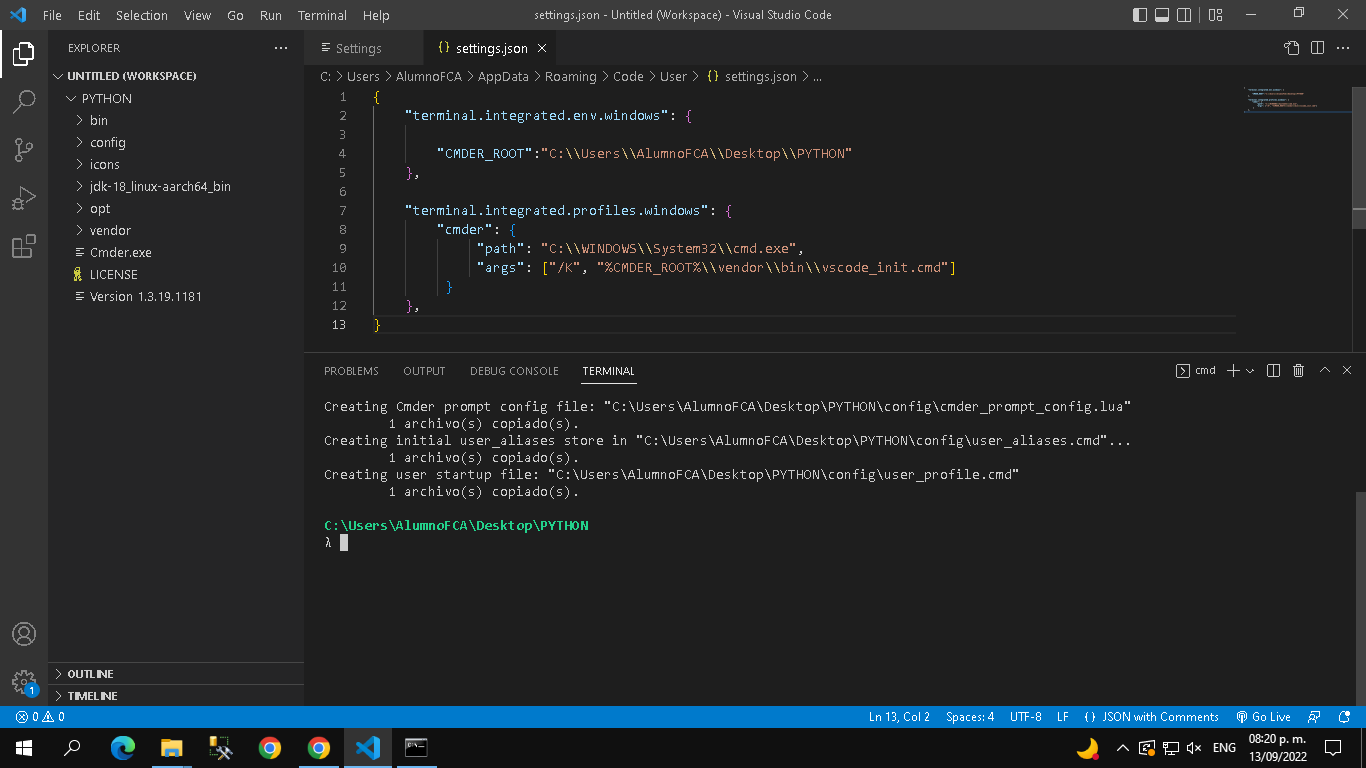 File Edit Selection View Go Run Terminal Help
settings.json - Untitled (Workspace) - Visual Studio Code
EXPLORER
UNTITLED (WORKSPACE)
PYTHON
bin
config
icons
jdk-18_linux-aarch64_bin
opt
vendor
Cmder.exe
LICENSE
Version 1.3.19.1181
OUTLINE
TIMELINE
Settings
settings.json
C: > Users > AlumnoFCA > AppData > Roaming > Code > User > {} settings.json > ...
1 {
2 "terminal.integrated.env.windows": {
3
4 "CMDER_ROOT":"C:\\Users\\AlumnoFCA\\Desktop\\PYTHON"
5 },
6
7 "terminal.integrated.profiles.windows": {
8 "cmder": {
9 "path": "C:\\WINDOWS\\System32\\cmd.exe",
10 "args": ["/K", "%CMDER_ROOT%\\vendor\\bin\\vscode_init.cmd"]
11 }
12 },
13 }
PROBLEMS OUTPUT DEBUG CONSOLE TERMINAL
cmd
Creating Cmder prompt config file: "C:\Users\AlumnoFCA\Desktop\PYTHON\config\cmder_prompt_config.lua"
1 archivo(s) copiado(s).
Creating initial user_aliases store in "C:\Users\AlumnoFCA\Desktop\PYTHON\config\user_aliases.cmd"...
1 archivo(s) copiado(s).
Creating user startup file: "C:\Users\AlumnoFCA\Desktop\PYTHON\config\user_profile.cmd"
1 archivo(s) copiado(s).
C:\Users\AlumnoFCA\Desktop\PYTHON
λ
1
0 0
Ln 13, Col 2 Spaces: 4 UTF-8 LF {} JSON with Comments Go Live
ENG
08:20 p. m.
13/09/2022